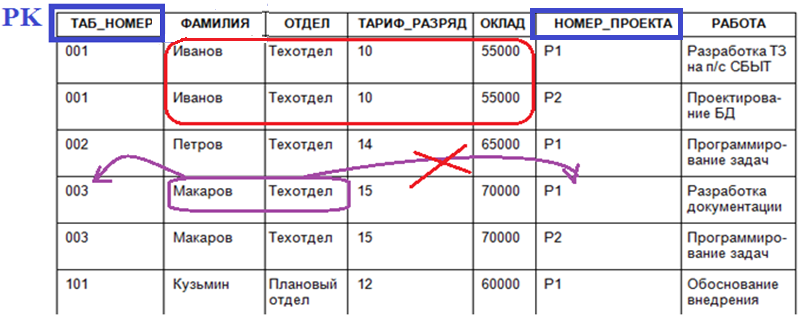 PK
ТАБ_НОМЕР ФАМИЛИЯ ОТДЕЛ ТАРИФ_РАЗРЯД ОКЛАД НОМЕР_ПРОЕКТА РАБОТА
001 Иванов Техотдел 10 55000 P1 Разработка ТЗ
на п/с СБЫТ
001 Иванов Техотдел 10 55000 P2 Проектирова-
ние БД
002 Петров Техотдел 14 65000 P1 Программиро-
вание задач
003 Макаров Техотдел 15 70000 P1 Разработка
документации
003 Макаров Техотдел 15 70000 P2 Программиро-
вание задач
101 Кузьмин Плановый 12 60000 P1 Обоснование
отдел внедрения